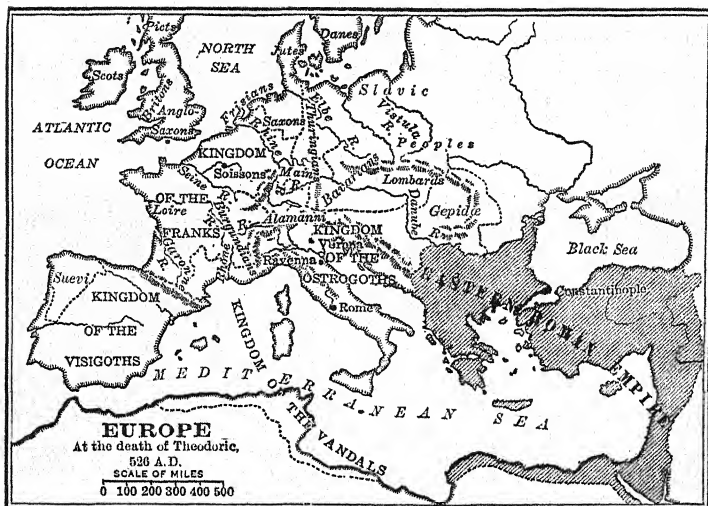 Picts
Scots
Britons
Anglo-
Saxons
ATLANTIC
OCEAN
NORTH
SEA
Jutes
Danes
Frisians
Saxons
Rhine
Elbe
R.
Thuringians
Main
R.
Slavic
Peoples
Vistula
R.
Bavarians
Lombards
Gepidæ
Danube
R.
KINGDOM
OF THE
FRANKS
Soissons
Seine
R.
Loire
Garonne
R.
Burgundians
Rhone
R.
Alamanni
KINGDOM
OF THE
OSTROGOTHS
Verona
Ravenna
Rome
Suevi
KINGDOM
OF THE
VISIGOTHS
KINGDOM OF THE VANDALS
MEDITERRANEAN SEA
EASTERN ROMAN EMPIRE
Constantinople
Black Sea
EUROPE
At the death of Theodoric,
526 A.D.
SCALE OF MILES
0 100 200 300 400 500